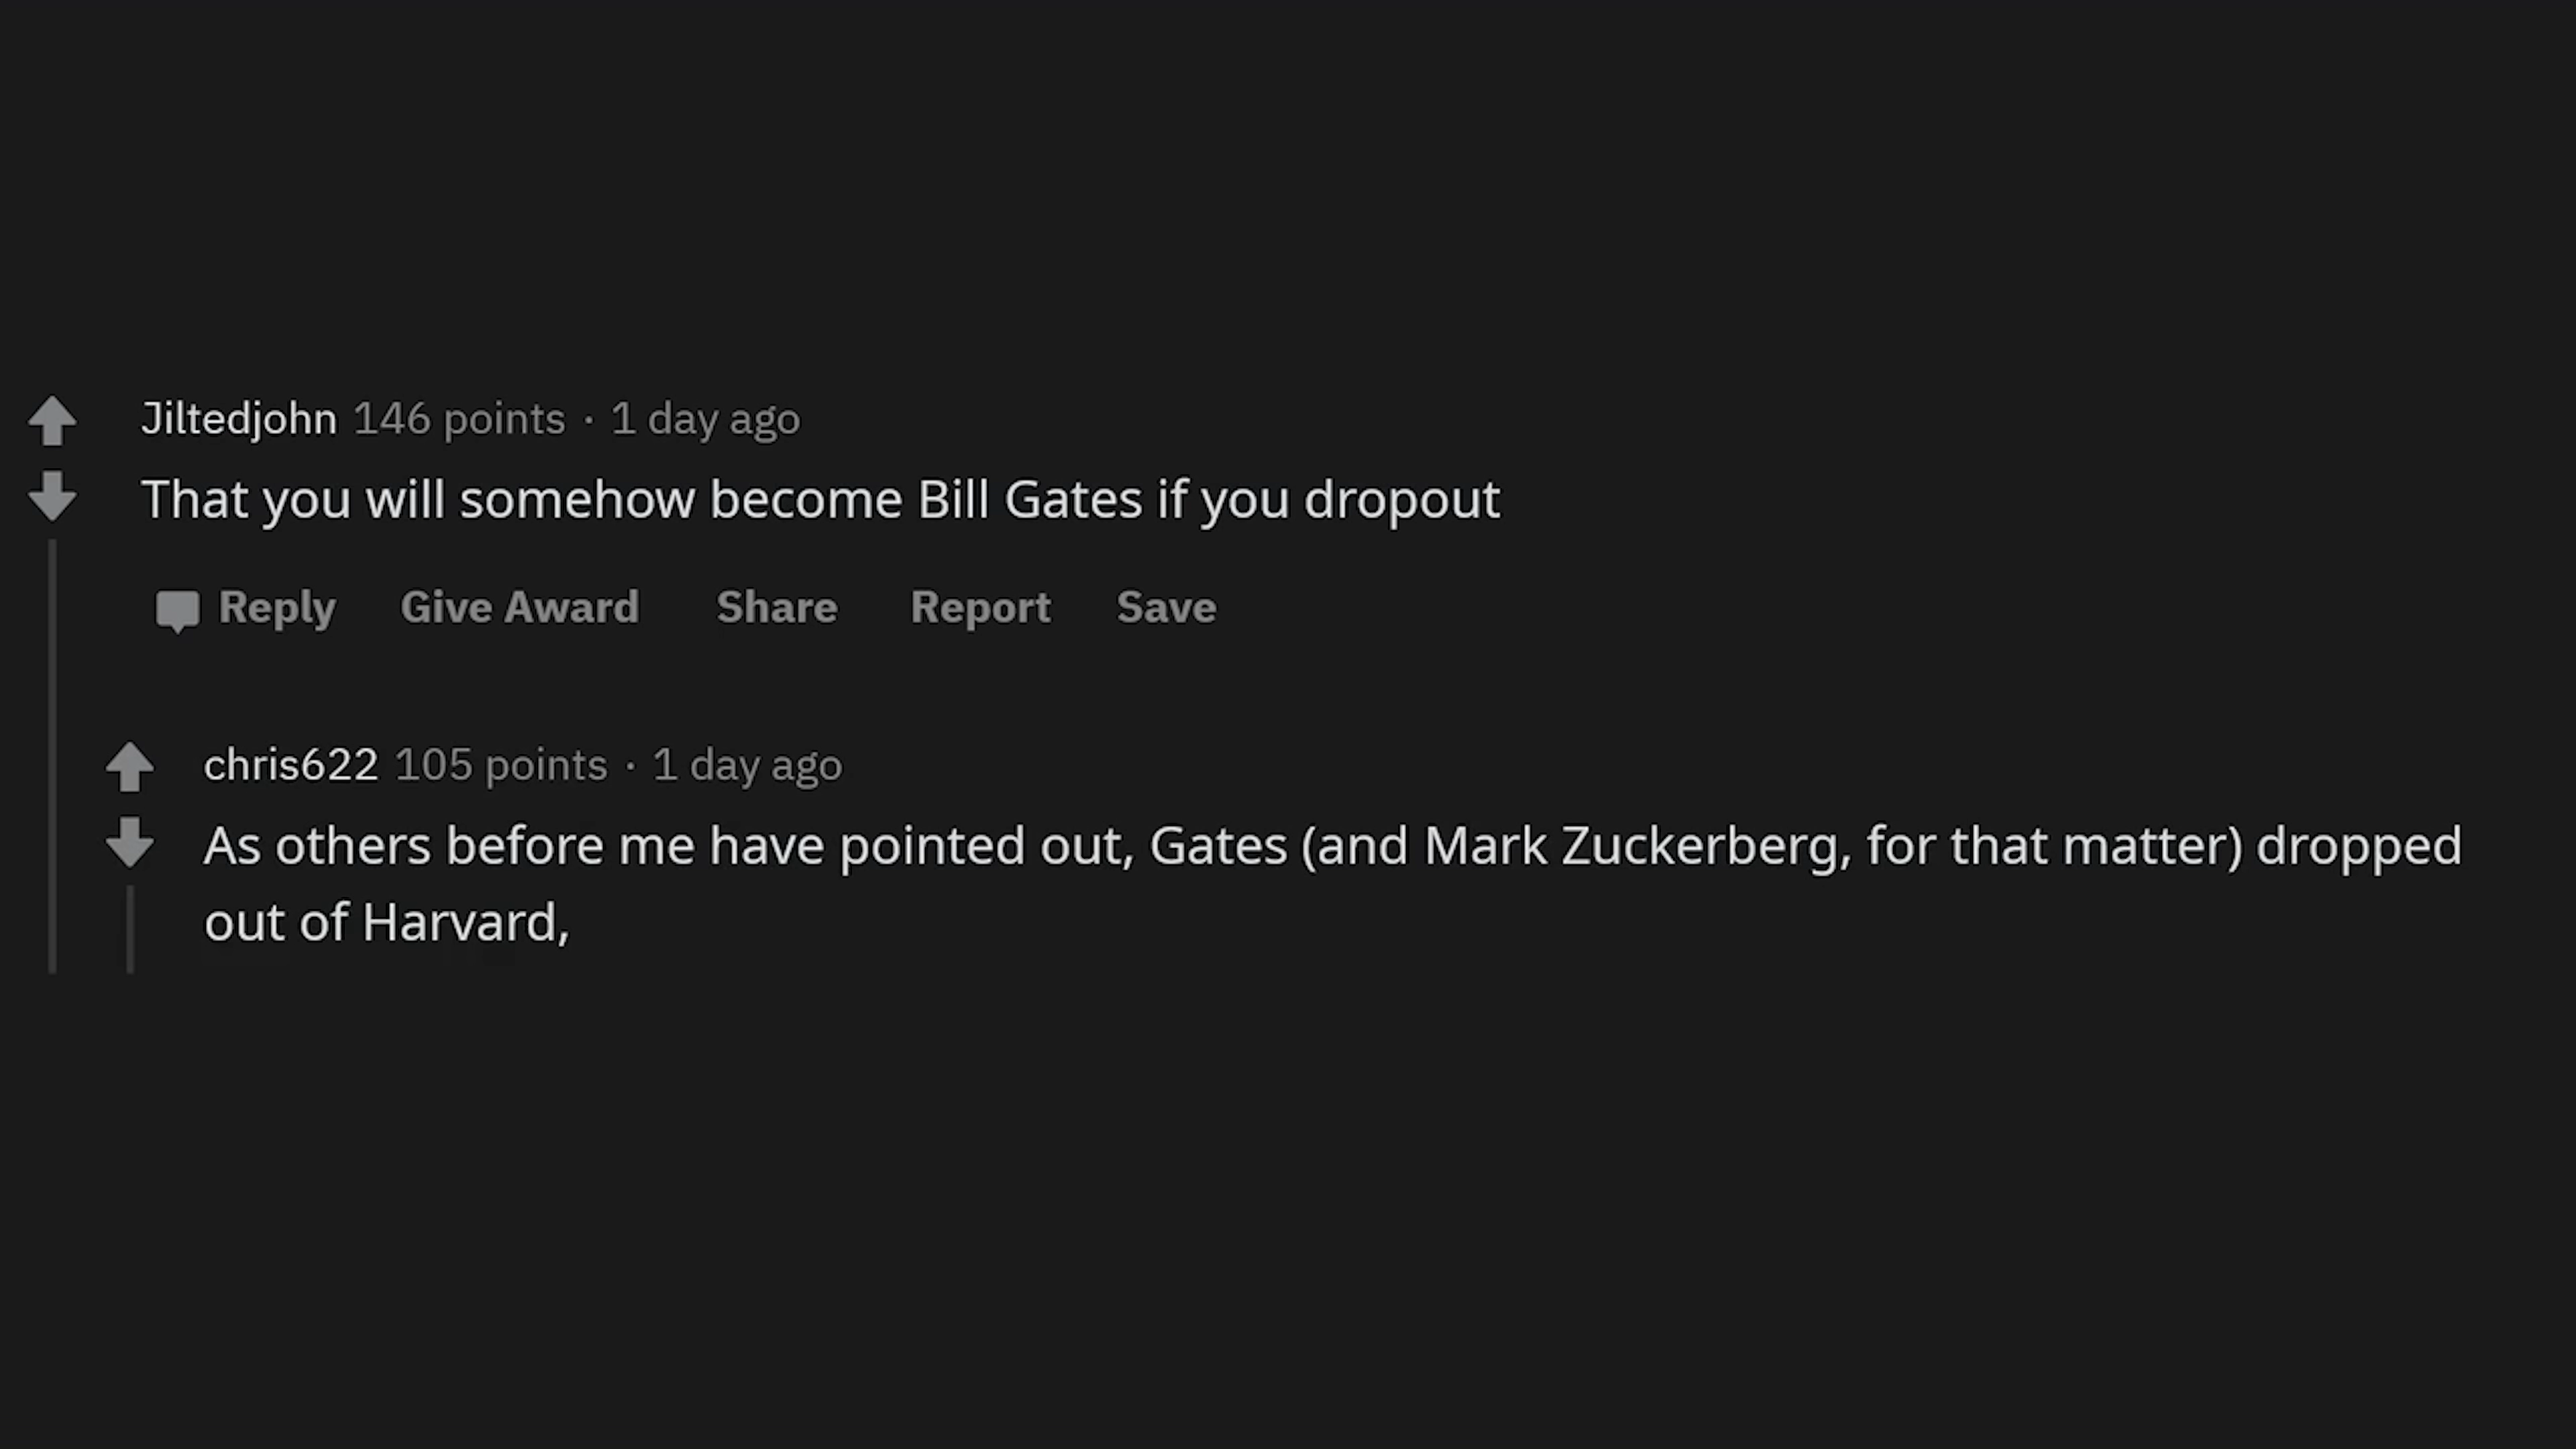 Jiltedjohn 146 points · 1 day ago
That you will somehow become Bill Gates if you dropout
Reply Give Award Share Report Save
chris622 105 points · 1 day ago
As others before me have pointed out, Gates (and Mark Zuckerberg, for that matter) dropped
out of Harvard,